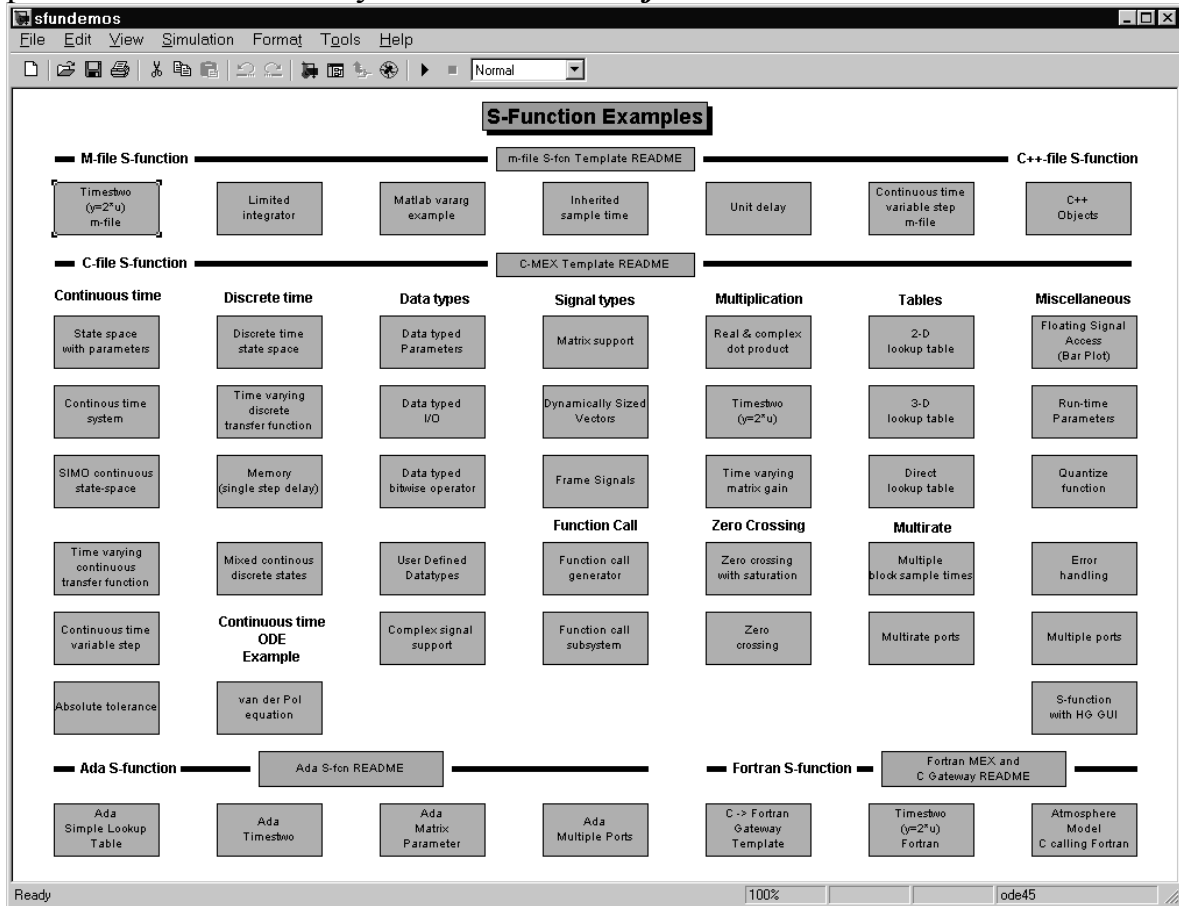 sfundemos
File Edit View Simulation Format Tools Help
Normal
S-Function Examples
M-file S-function
m-file S-fcn Template README
C++-file S-function
Timestwo
(y=2*u)
m-file
Limited
integrator
Matlab vararg
example
Inherited
sample time
Unit delay
Continuous time
variable step
m-file
C++
Objects
C-file S-function
C-MEX Template README
Continuous time
Discrete time
Data types
Signal types
Multiplication
Tables
Miscellaneous
State space
with parameters
Discrete time
state space
Data typed
Parameters
Matrix support
Real & complex
dot product
2-D
lookup table
Floating Signal
Access
(Bar Plot)
Continous time
system
Time varying
discrete
transfer function
Data typed
I/O
Dynamically Sized
Vectors
Timestwo
(y=2*u)
3-D
lookup table
Run-time
Parameters
SIMO continuous
state-space
Memory
(single step delay)
Data typed
bitwise operator
Frame Signals
Time varying
matrix gain
Direct
lookup table
Quantize
function
Function Call
Zero Crossing
Multirate
Time varying
continuous
transfer function
Mixed continous
discrete states
User Defined
Datatypes
Function call
generator
Zero crossing
with saturation
Multiple
block sample times
Error
handling
Continuous time
variable step
Continuous time
ODE
Example
Complex signal
support
Function call
subsystem
Zero
crossing
Multirate ports
Multiple ports
Absolute tolerance
van der Pol
equation
S-function
with HG GUI
Ada S-function
Ada S-fcn README
Fortran S-function
Fortran MEX and
C Gateway README
Ada
Simple Lookup
Table
Ada
Timestwo
Ada
Matrix
Parameter
Ada
Multiple Ports
C -> Fortran
Gateway
Template
Timestwo
(y=2*u)
Fortran
Atmosphere
Model
C calling Fortran
Ready
100%
ode45